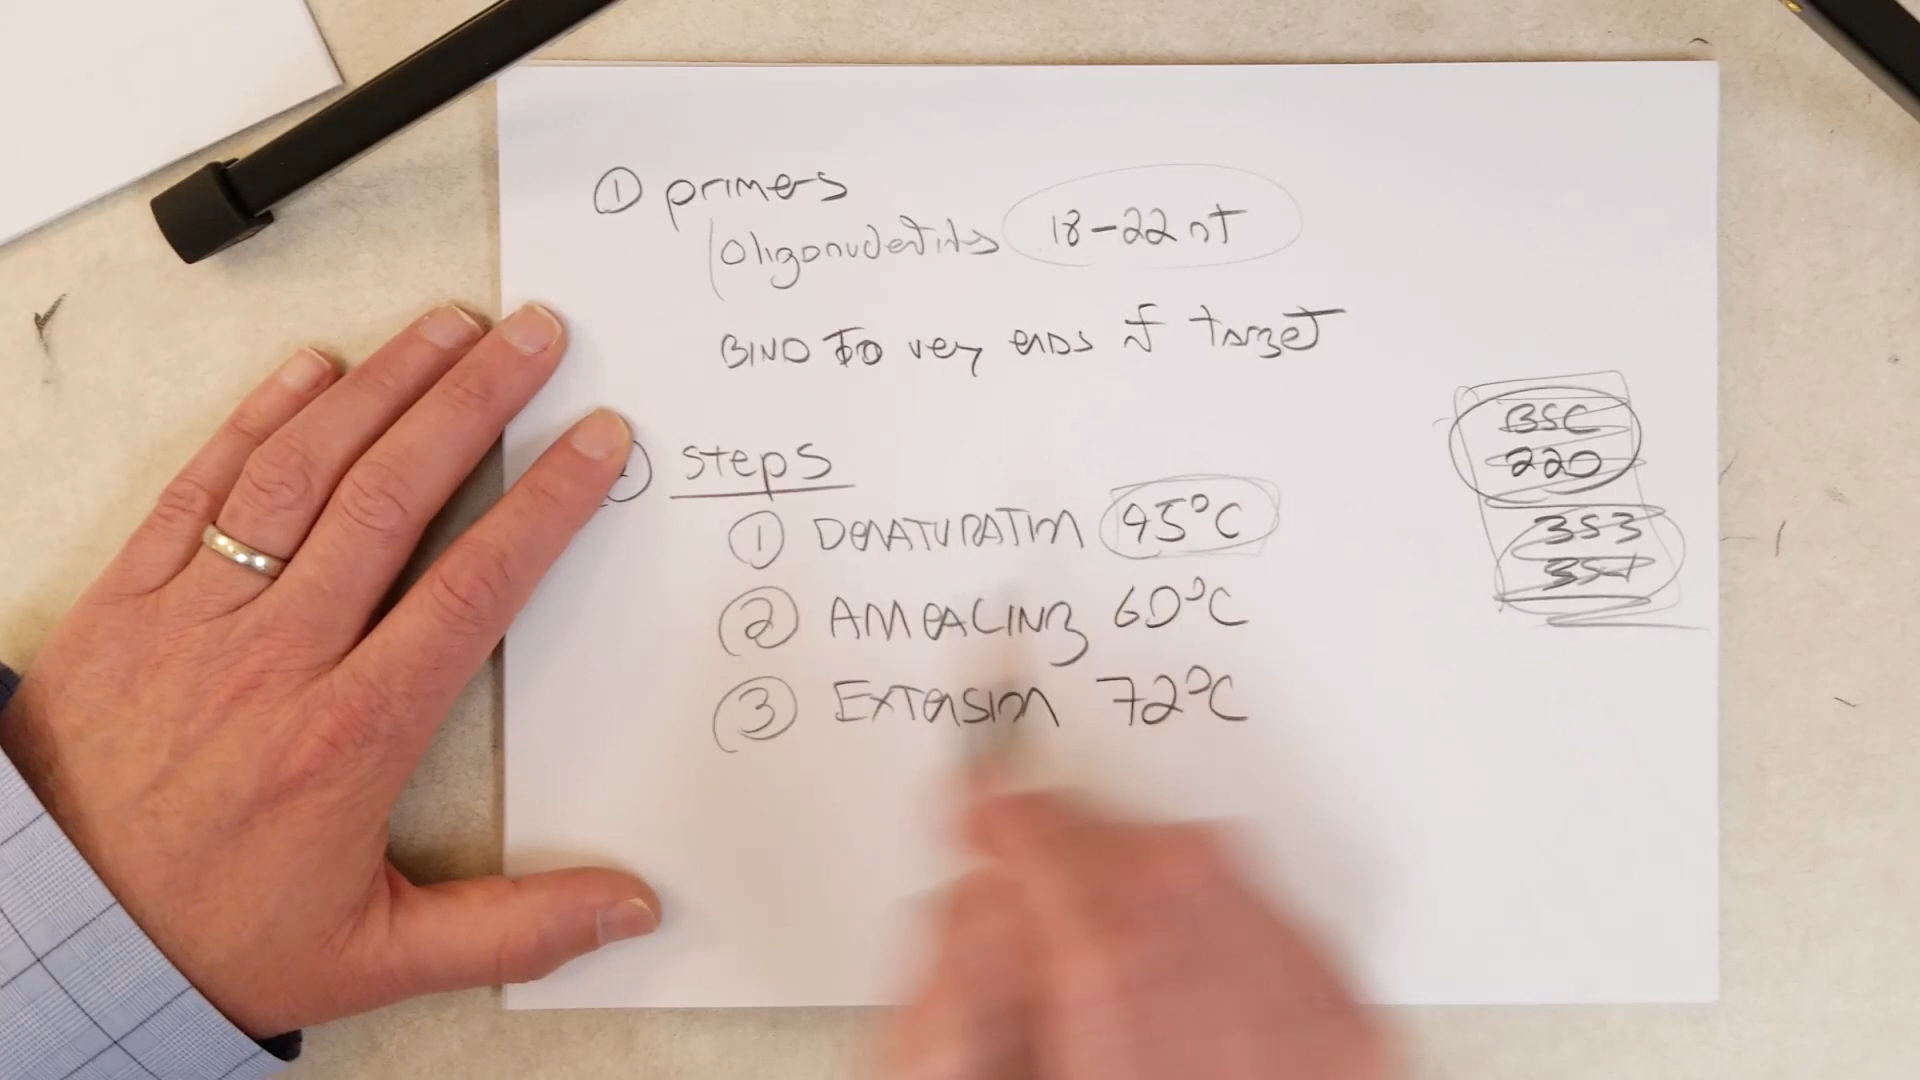 ① primers
oligonucleotides 18-22 nt
BIND to very ends of target
steps
① DENATURATION 95°C
② ANNEALING 60°C
③ EXTENSION 72°C
BSC
220
353
354